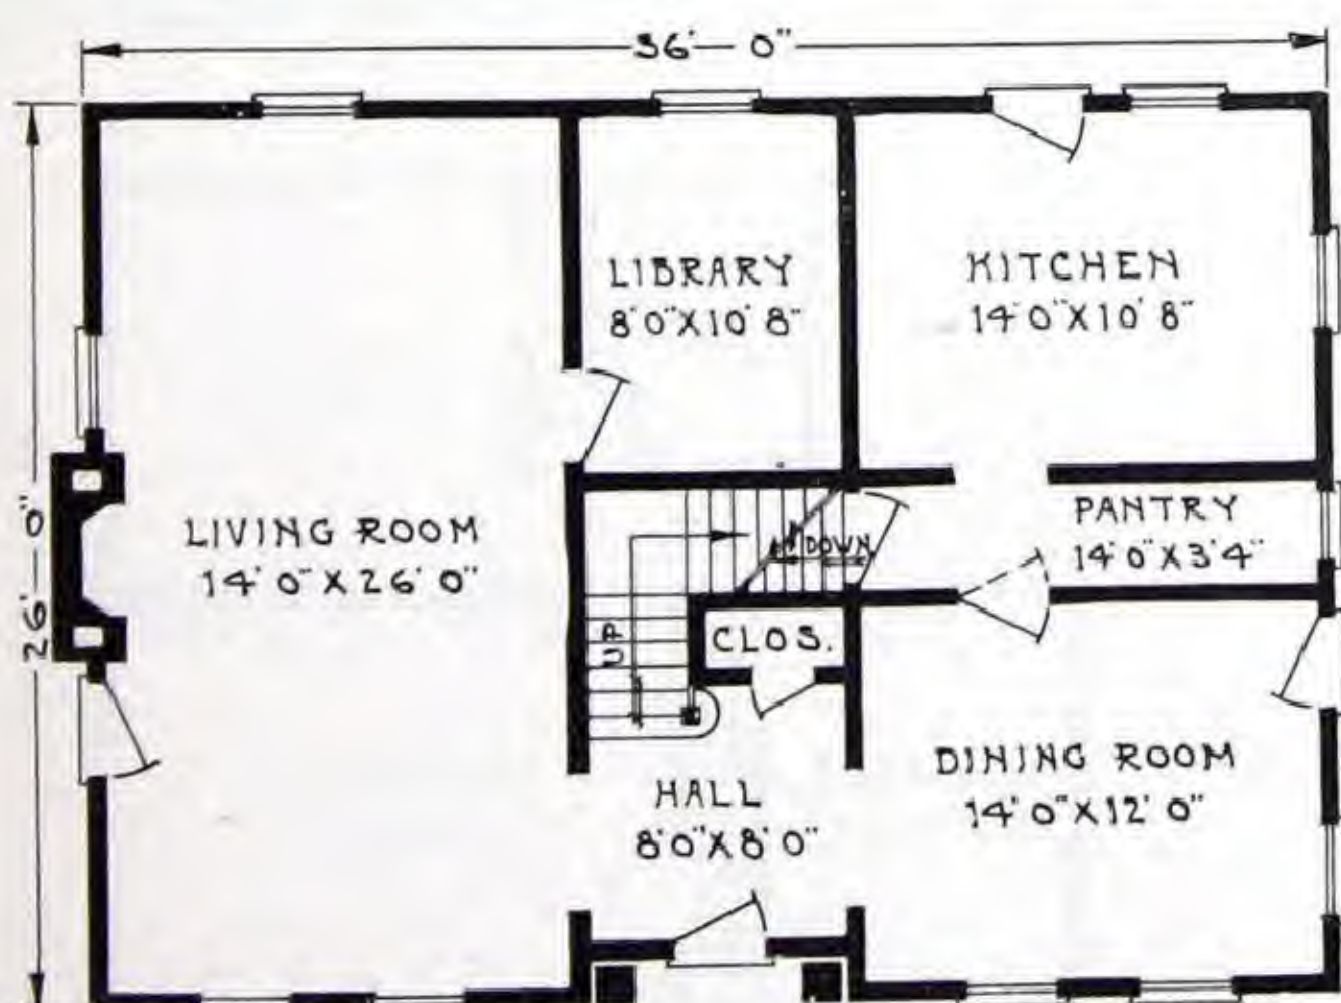 36'-0"
LIBRARY
8'0"X10'8"
KITCHEN
14'0"X10'8"
26'-0"
LIVING ROOM
14'0"X26'0"
DOWN
PANTRY
14'0"X3'4"
UP
CLOS.
HALL
8'0"X8'0"
DINING ROOM
14'0"X12'0"